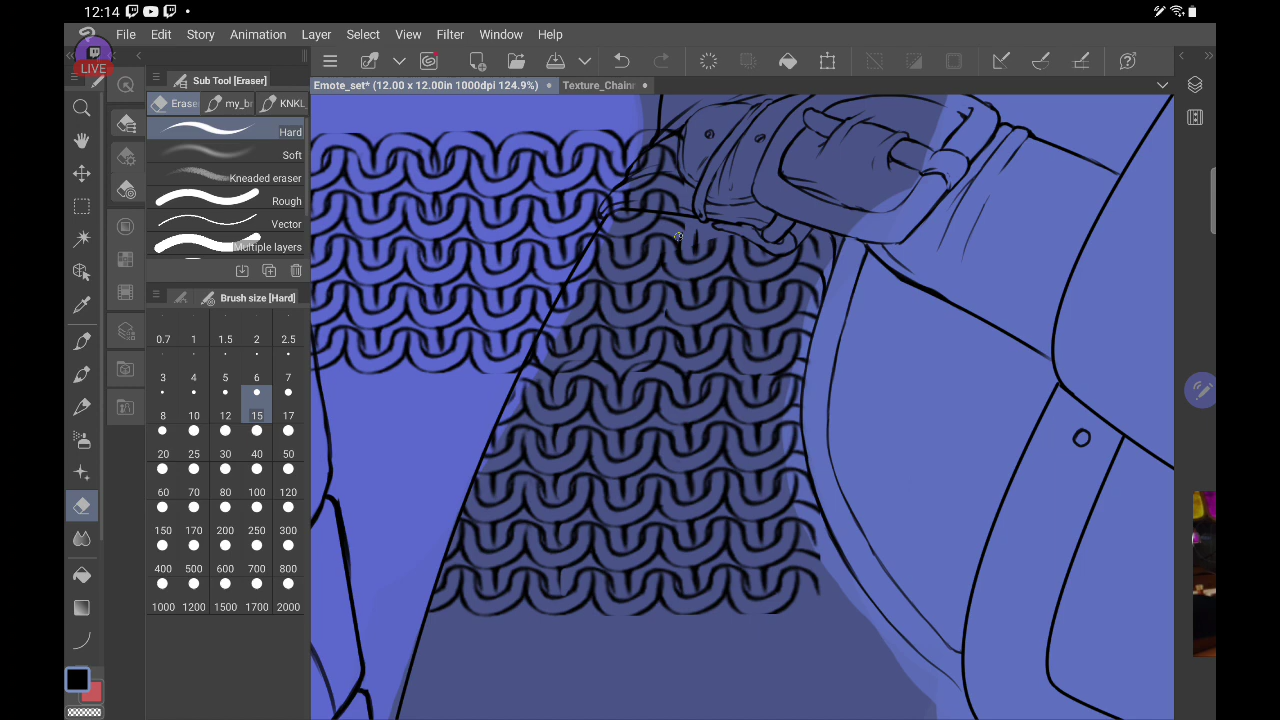 12:14
File Edit Story Animation Layer Select View Filter Window Help
LIVE
Sub Tool [Eraser]
Emote_set* (12.00 x 12.00in 1000dpi 124.9%)
Texture_Chain
Erase my_br KNKL
Hard
Soft
Kneaded eraser
Rough
Vector
Multiple layers
Brush size [Hard]
0.7 1 1.5 2 2.5
3 4 5 6 7
8 10 12 15 17
20 25 30 40 50
60 70 80 100 120
150 170 200 250 300
400 500 600 700 800
1000 1200 1500 1700 2000